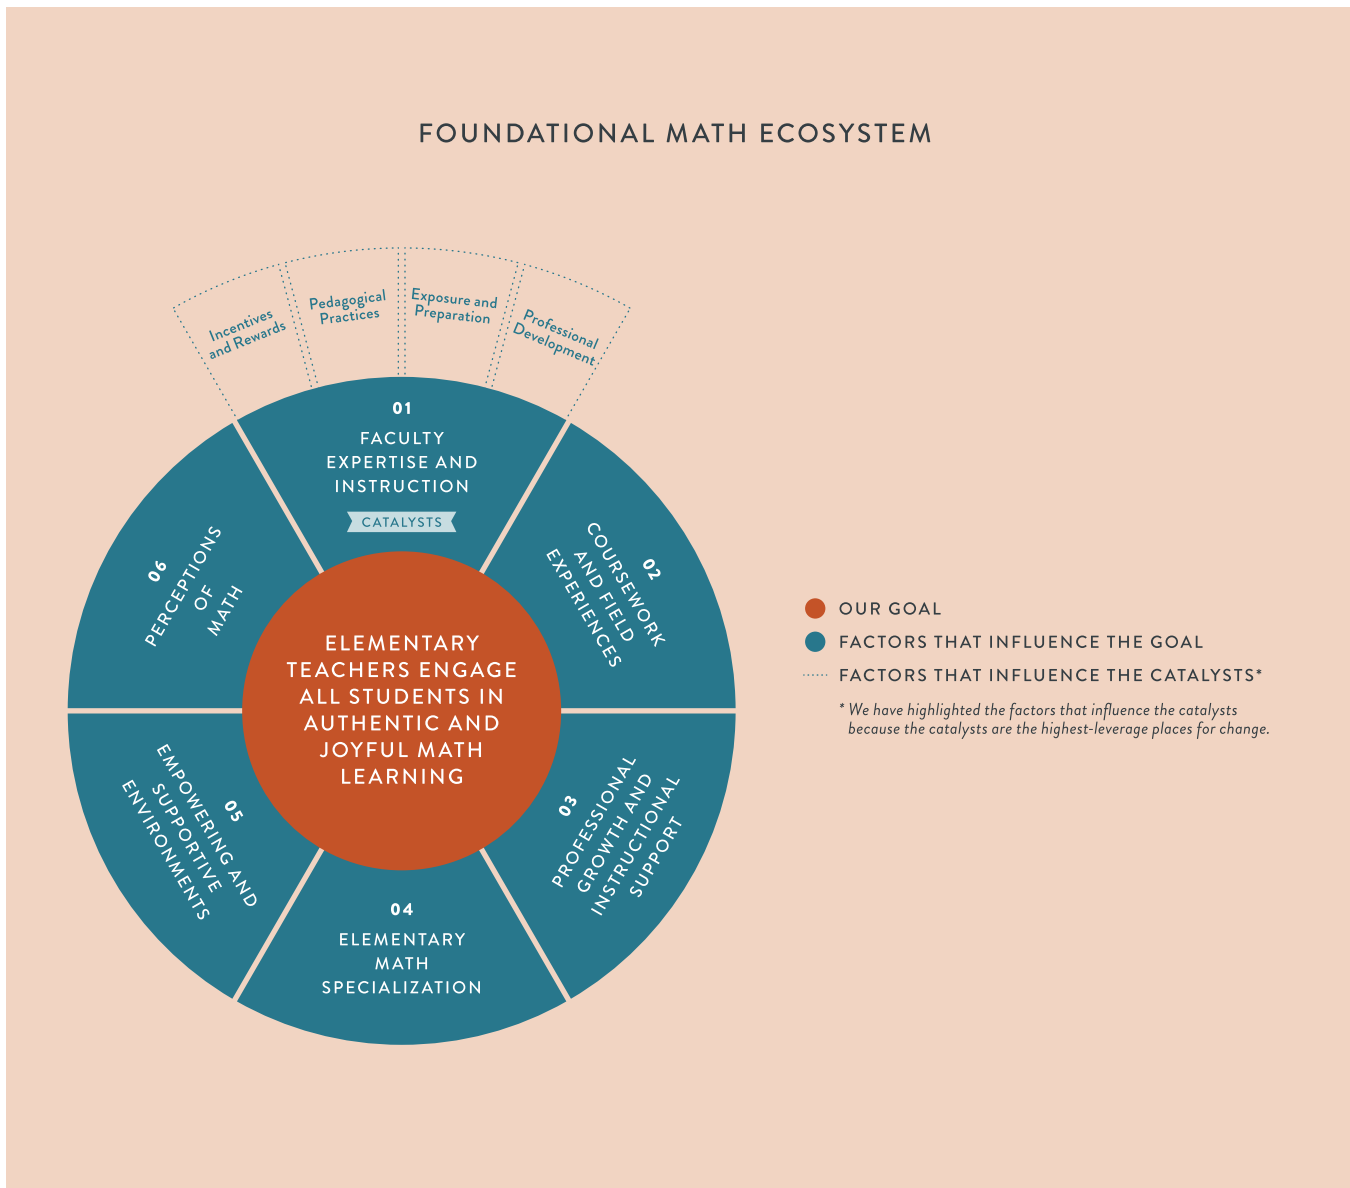 FOUNDATIONAL MATH ECOSYSTEM
Incentives
and Rewards
Pedagogical
Practices
Exposure and
Preparation
Professional
Development
01
FACULTY
EXPERTISE AND
INSTRUCTION
CATALYSTS
02
COURSEWORK
AND FIELD
EXPERIENCES
03
PROFESSIONAL
GROWTH AND
INSTRUCTIONAL
SUPPORT
04
ELEMENTARY
MATH
SPECIALIZATION
05
EMPOWERING AND
SUPPORTIVE
ENVIRONMENTS
06
PERCEPTIONS
OF
MATH
ELEMENTARY
TEACHERS ENGAGE
ALL STUDENTS IN
AUTHENTIC AND
JOYFUL MATH
LEARNING
OUR GOAL
FACTORS THAT INFLUENCE THE GOAL
FACTORS THAT INFLUENCE THE CATALYSTS*
* We have highlighted the factors that influence the catalysts
because the catalysts are the highest-leverage places for change.